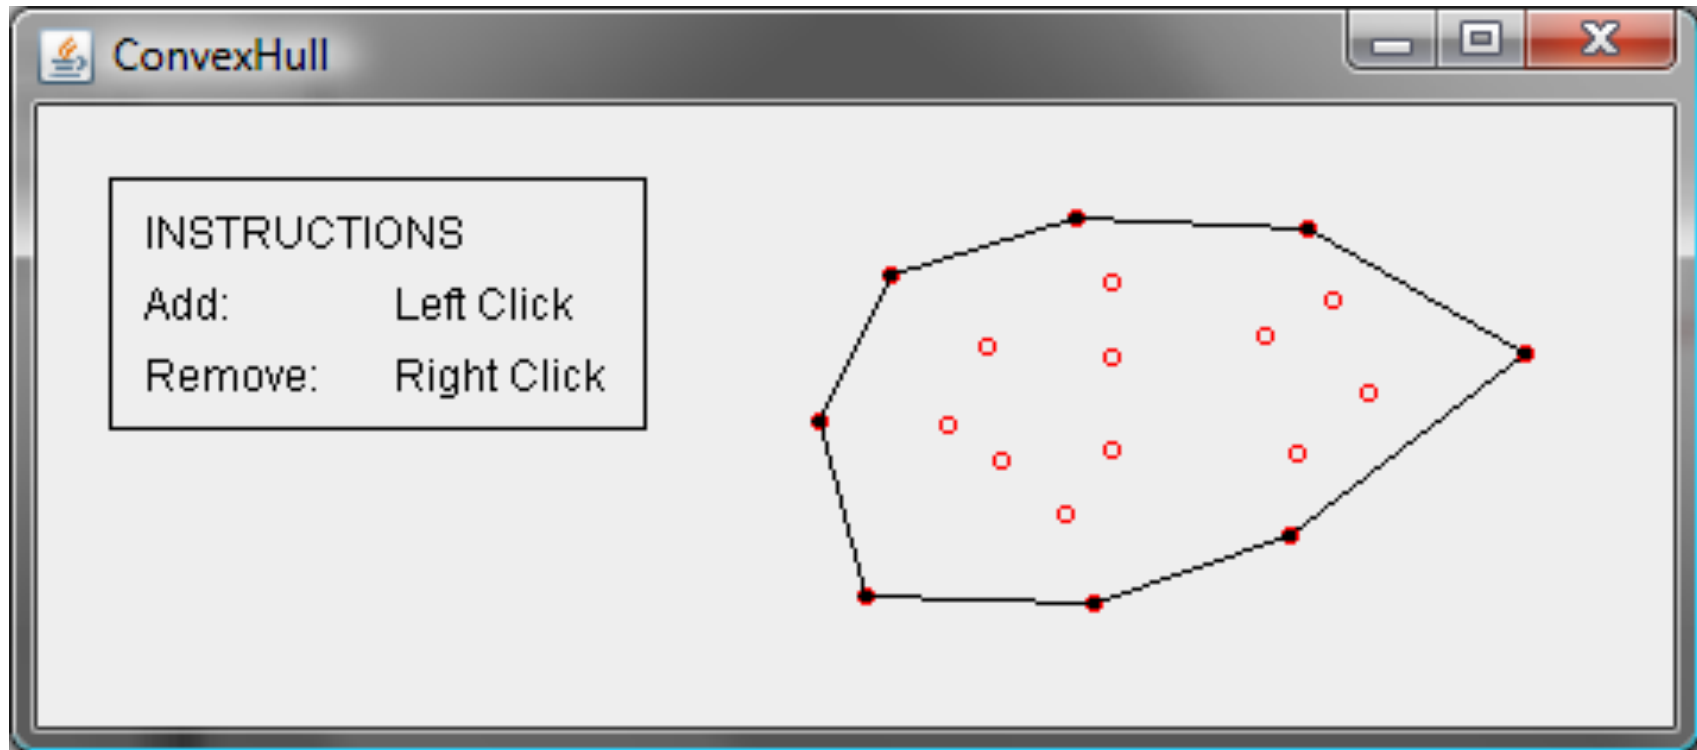 ConvexHull
INSTRUCTIONS
Add: Left Click
Remove: Right Click